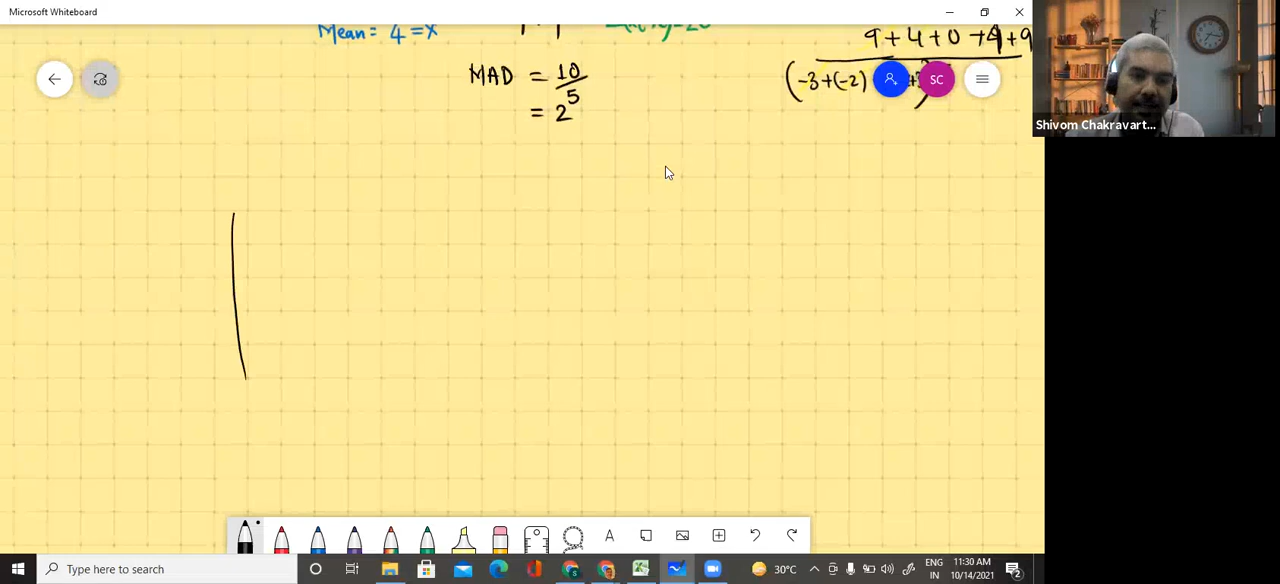 Microsoft Whiteboard
Mean = 4 = x
9 + 4 + 0 + 4 + 9
MAD = 10/5
(-3 + (-2)
SC
= 2
Shivom Chakravart...
A
Type here to search
30°C
ENG
IN
11:30 AM
10/14/2021
2